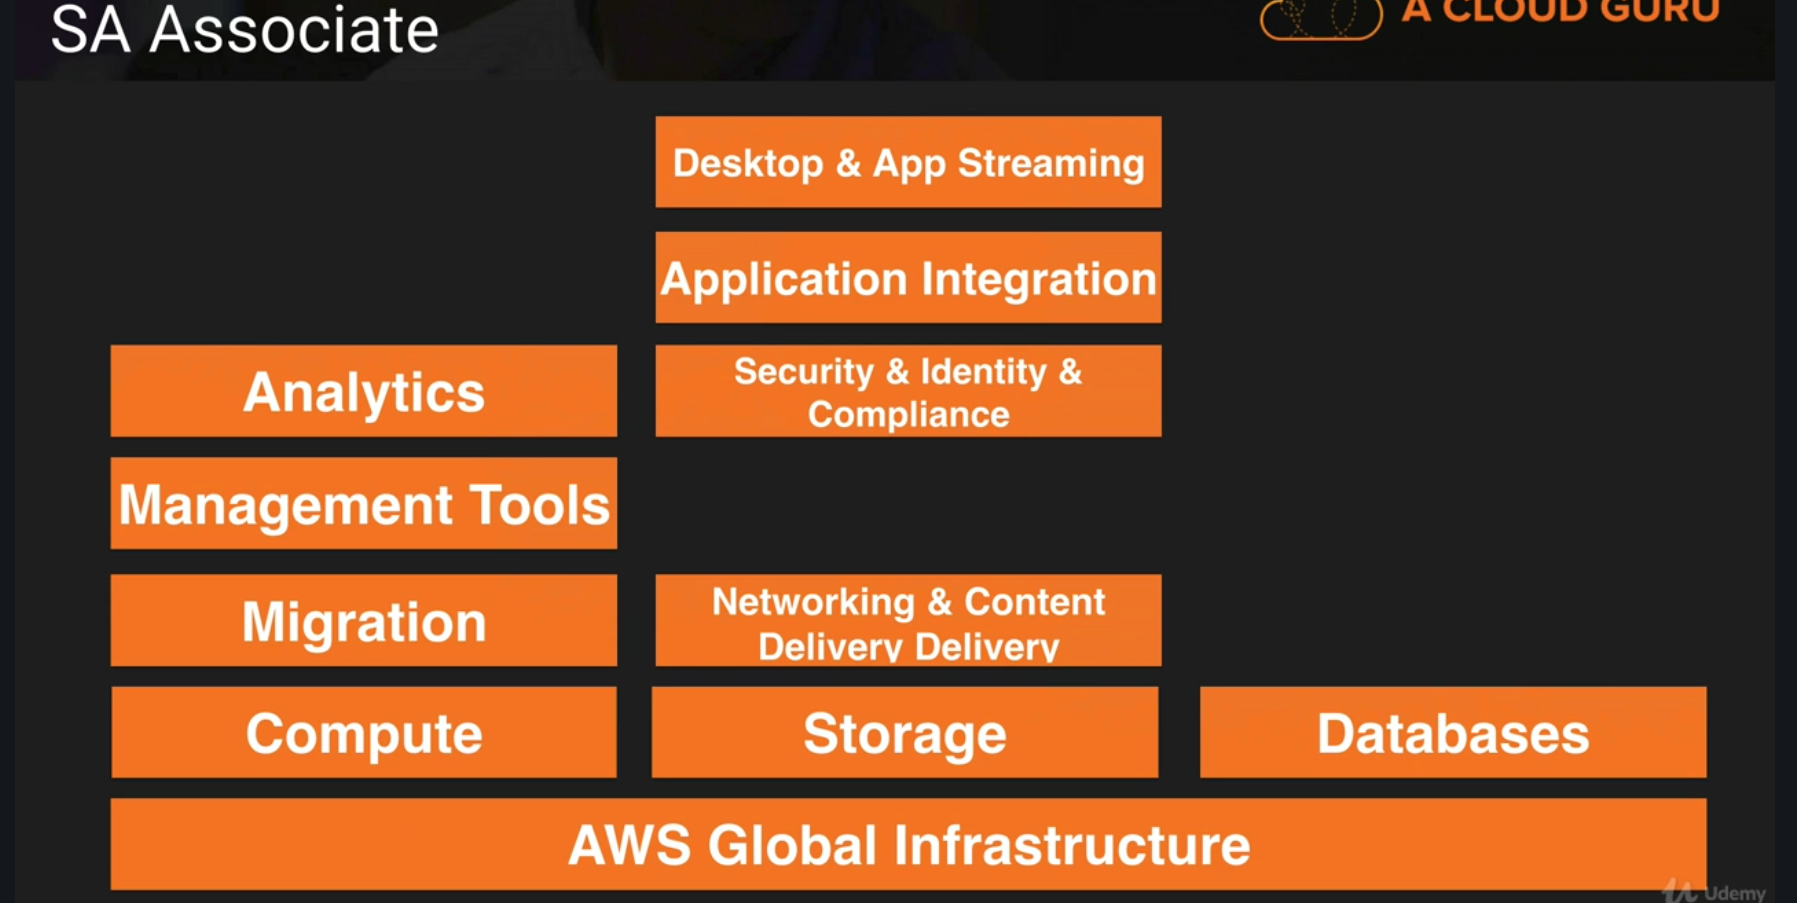 SA Associate
A CLOUD GURU
Desktop & App Streaming
Application Integration
Analytics
Security & Identity &
Compliance
Management Tools
Migration
Networking & Content
Delivery Delivery
Compute
Storage
Databases
AWS Global Infrastructure
Udemy